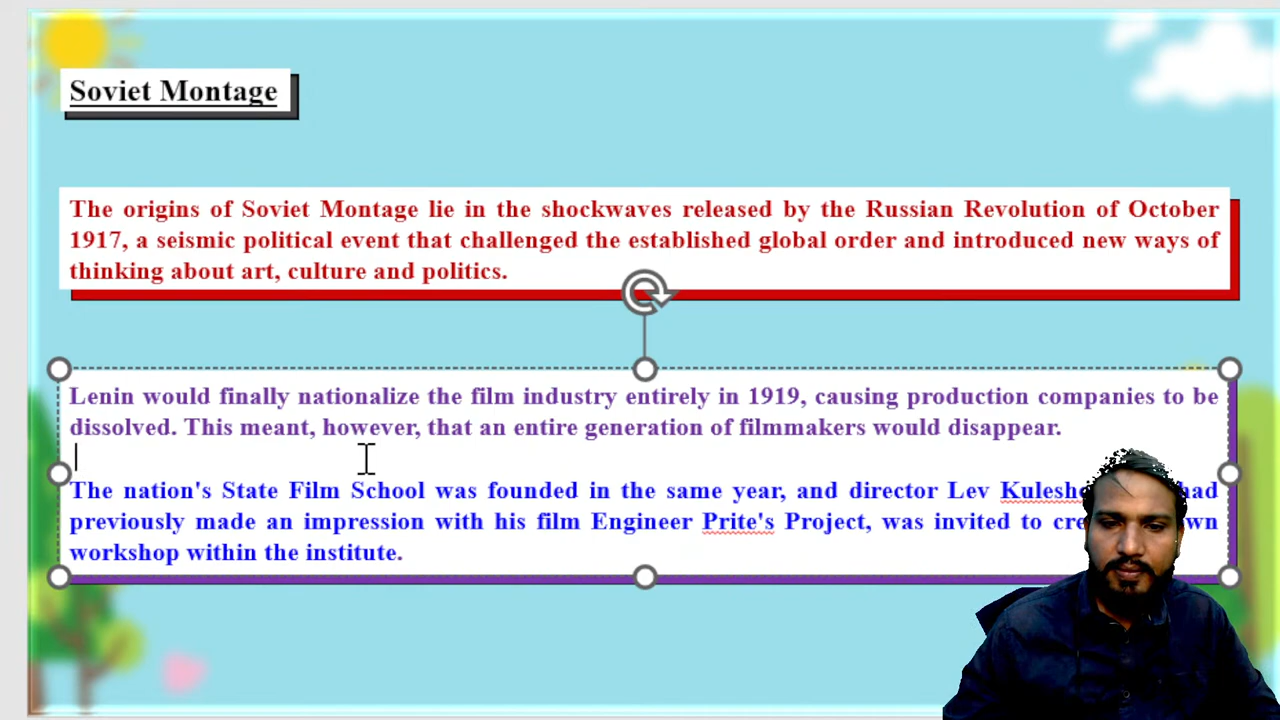 Soviet Montage
The origins of Soviet Montage lie in the shockwaves released by the Russian Revolution of October
1917, a seismic political event that challenged the established global order and introduced new ways of
thinking about art, culture and politics.
Lenin would finally nationalize the film industry entirely in 1919, causing production companies to be
dissolved. This meant, however, that an entire generation of filmmakers would disappear.
The nation's State Film School was founded in the same year, and director Lev had
previously made an impression with his film Engineer Prite's Project, was invited to
workshop within the institute.